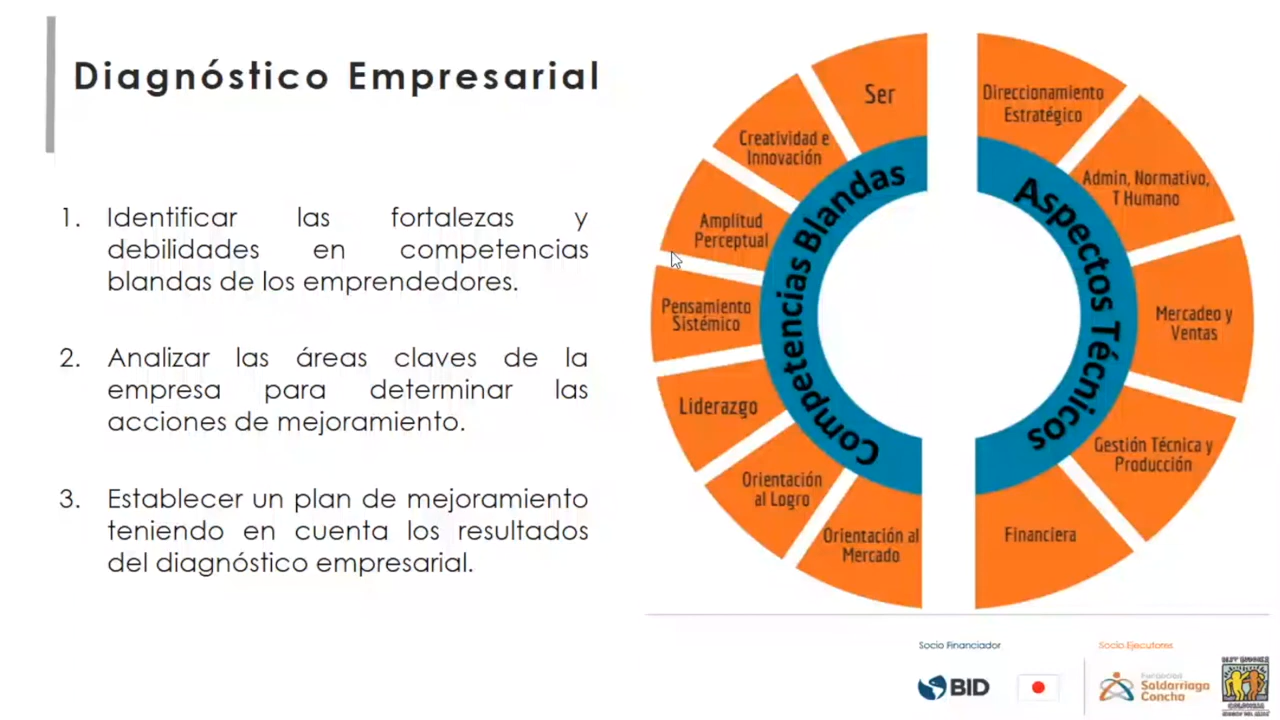 Diagnóstico Empresarial
1. Identificar las fortalezas y
debilidades en competencias
blandas de los emprendedores.
2. Analizar las áreas claves de la
empresa para determinar las
acciones de mejoramiento.
3. Establecer un plan de mejoramiento
teniendo en cuenta los resultados
del diagnóstico empresarial.
Competencias Blandas
Ser
Creatividad e
Innovación
Amplitud
Perceptual
Pensamiento
Sistémico
Liderazgo
Orientación
al Logro
Orientación al
Mercado
Aspectos Técnicos
Direccionamiento
Estratégico
Admin, Normativo,
T Humano
Mercadeo y
Ventas
Gestión Técnica y
Producción
Financiera
Socio Financiador
BID
Socio Ejecutores
Fundación
Saldarriaga
Concha
BEST BUDDIES
COLOMBIA